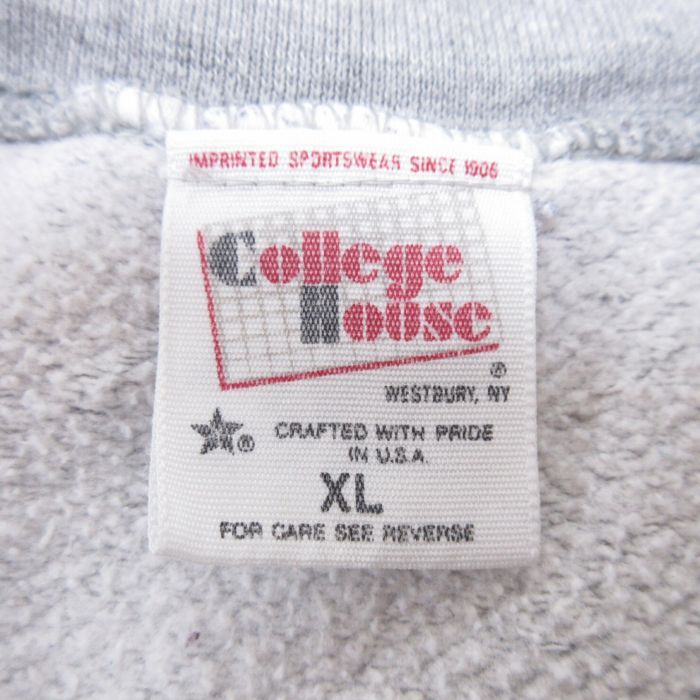 IMPRINTED SPORTSWEAR SINCE 1906
College
House
®
WESTBURY, NY
® CRAFTED WITH PRIDE
IN U.S.A.
XL
FOR CARE SEE REVERSE